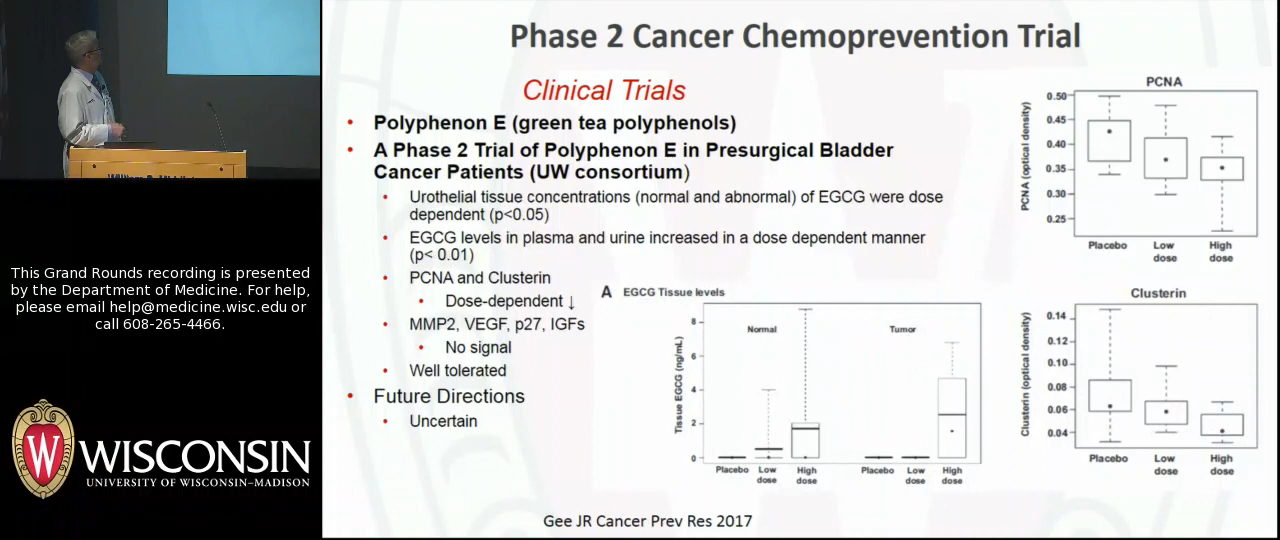 Phase 2 Cancer Chemoprevention Trial
Clinical Trials
• Polyphenon E (green tea polyphenols)
• A Phase 2 Trial of Polyphenon E in Presurgical Bladder
Cancer Patients (UW consortium)
• Urothelial tissue concentrations (normal and abnormal) of EGCG were dose
dependent (p<0.05)
• EGCG levels in plasma and urine increased in a dose dependent manner
(p< 0.01)
• PCNA and Clusterin
• Dose-dependent ↓
• MMP2, VEGF, p27, IGFs
• No signal
• Well tolerated
• Future Directions
• Uncertain
A EGCG Tissue levels
Tissue EGCG (ng/mL)
8
6
4
2
0
Normal Tumor
Placebo Low High Placebo Low High
dose dose dose dose
PCNA
PCNA (optical density)
0.50
0.45
0.40
0.35
0.30
0.25
Placebo Low High
dose dose
Clusterin
Clusterin (optical density)
0.14
0.12
0.10
0.08
0.06
0.04
Placebo Low High
dose dose
Gee JR Cancer Prev Res 2017
This Grand Rounds recording is presented
by the Department of Medicine. For help,
please email help@medicine.wisc.edu or
call 608-265-4466.
W
WISCONSIN
UNIVERSITY OF WISCONSIN–MADISON